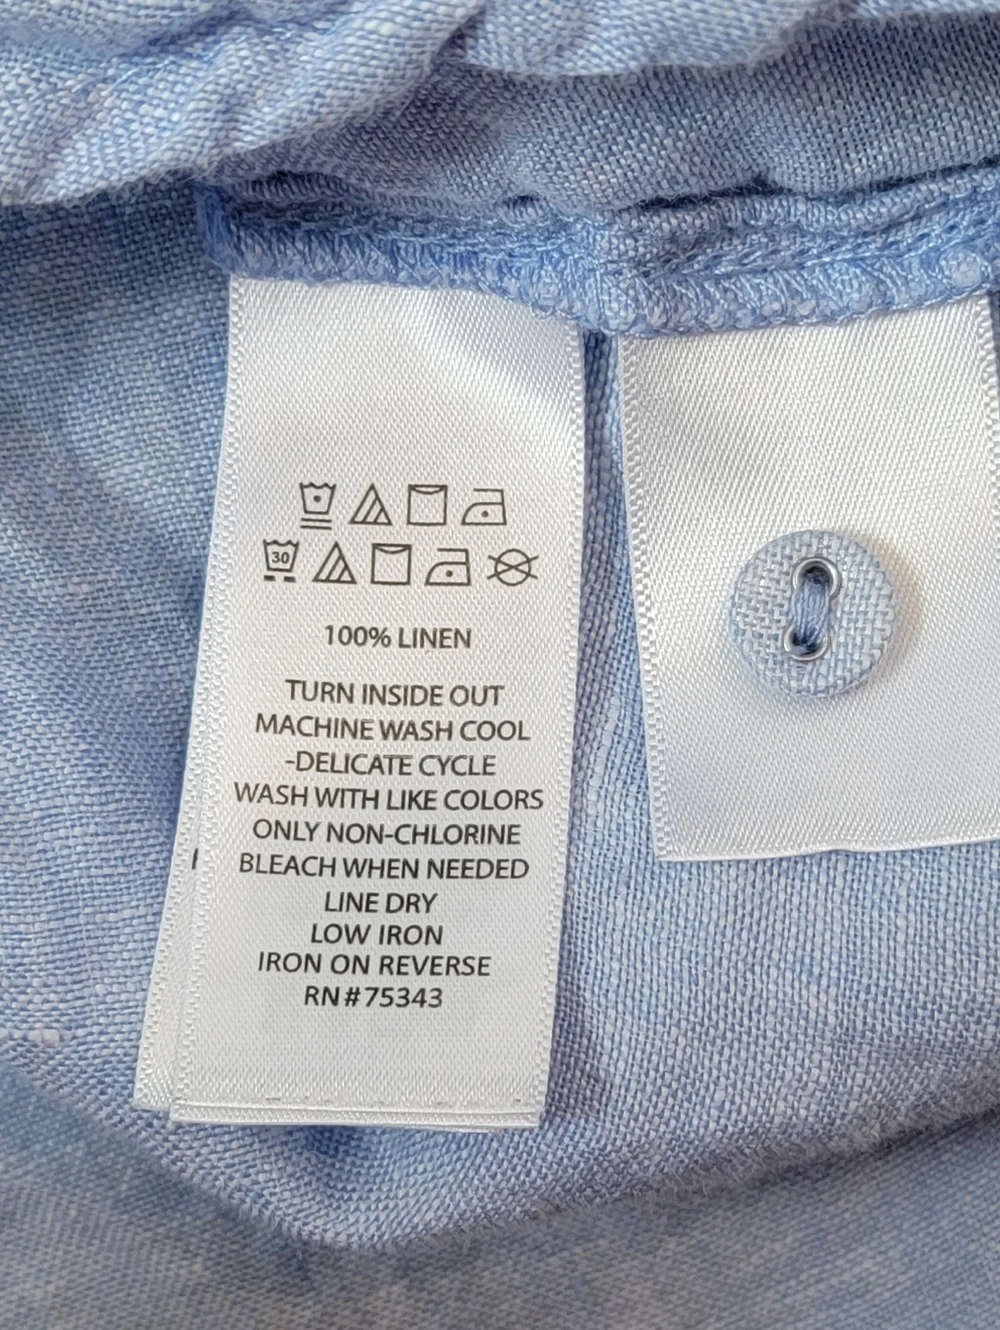 30
100% LINEN
TURN INSIDE OUT
MACHINE WASH COOL
-DELICATE CYCLE
WASH WITH LIKE COLORS
ONLY NON-CHLORINE
BLEACH WHEN NEEDED
LINE DRY
LOW IRON
IRON ON REVERSE
RN#75343